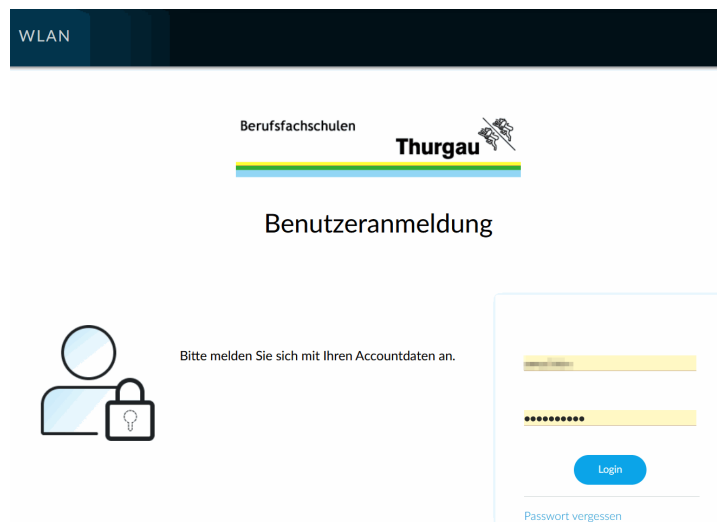 WLAN
Berufsfachschulen
Thurgau
Benutzeranmeldung
Bitte melden Sie sich mit Ihren Accountdaten an.
••••••••••
Login
Passwort vergessen